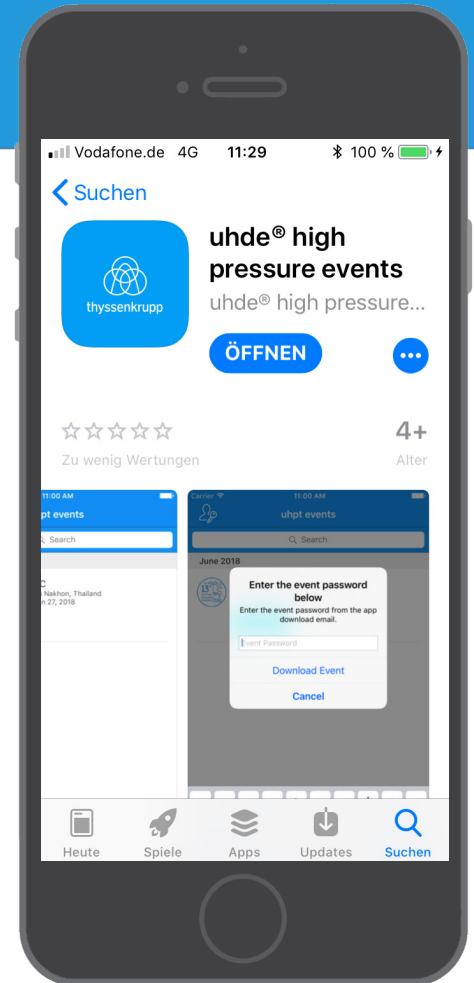 Vodafone.de 4G 11:29 100 %
Suchen
thyssenkrupp
uhde® high
pressure events
uhde® high pressure...
ÖFFNEN
4+
Zu wenig Wertungen
Alter
11:00 AM
pt events
Search
C
Nakhon, Thailand
n 27, 2018
Carrier 11:00 AM
uhpt events
Search
June 2018
13
Enter the event password
below
Enter the event password from the app
download email.
Event Password
Download Event
Cancel
Heute Spiele Apps Updates Suchen